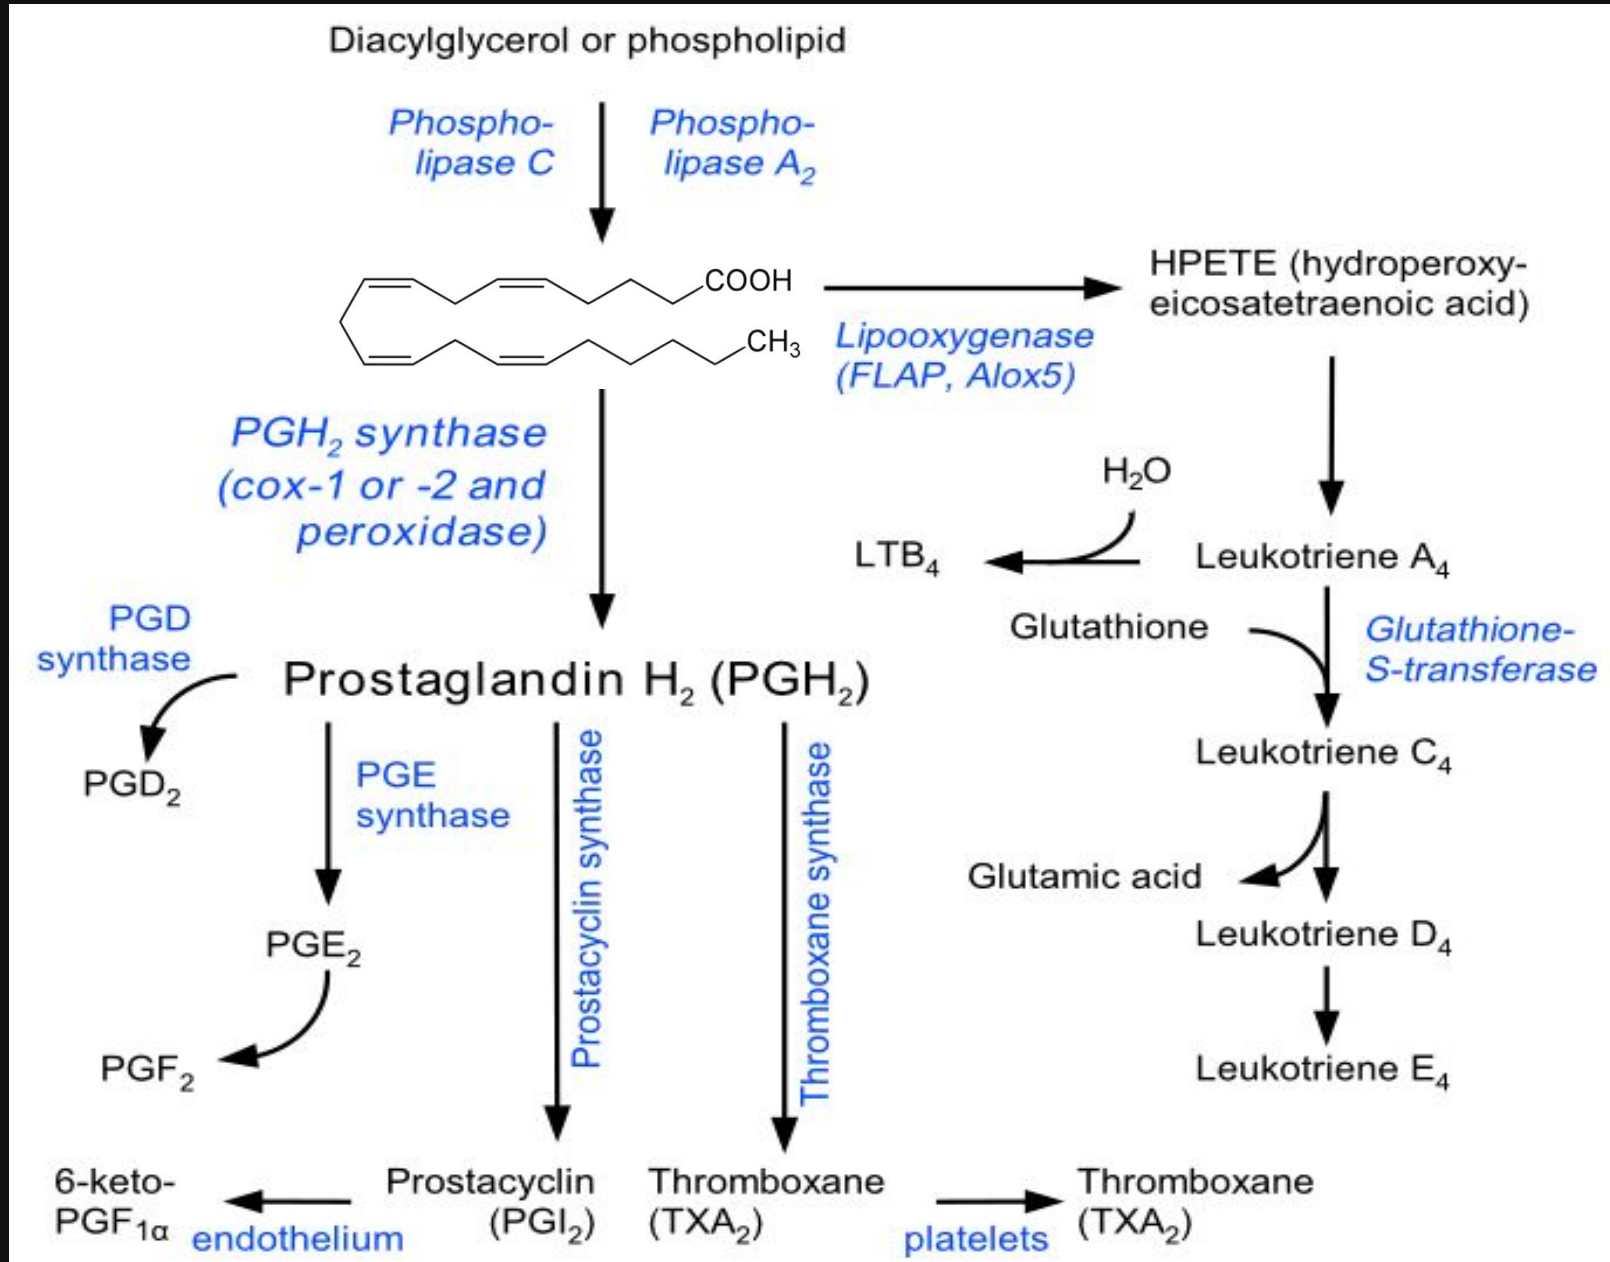 Diacylglycerol or phospholipid
Phospho-
lipase C
Phospho-
lipase A₂
COOH
CH₃
HPETE (hydroperoxy-
eicosatetraenoic acid)
Lipooxygenase
(FLAP, Alox5)
PGH₂ synthase
(cox-1 or -2 and
peroxidase)
H₂O
LTB₄
Leukotriene A₄
Glutathione
Glutathione-
S-transferase
PGD
synthase
Prostaglandin H₂ (PGH₂)
Leukotriene C₄
PGD₂
PGE
synthase
Prostacyclin synthase
Thromboxane synthase
Glutamic acid
Leukotriene D₄
PGE₂
PGF₂
Leukotriene E₄
6-keto-
PGF₁α
endothelium
Prostacyclin
(PGI₂)
Thromboxane
(TXA₂)
platelets
Thromboxane
(TXA₂)